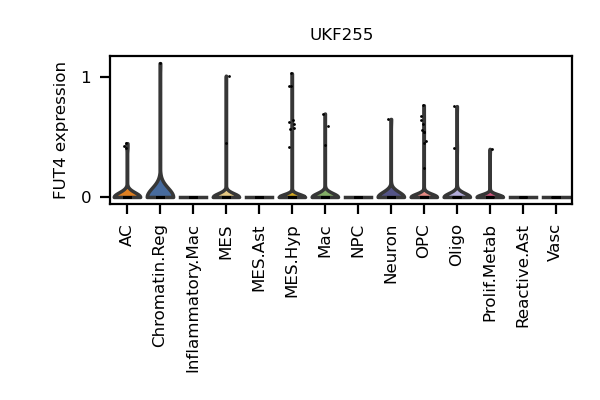 UKF255
FUT4 expression
1
0
AC
Chromatin.Reg
Inflammatory.Mac
MES
MES.Ast
MES.Hyp
Mac
NPC
Neuron
OPC
Oligo
Prolif.Metab
Reactive.Ast
Vasc